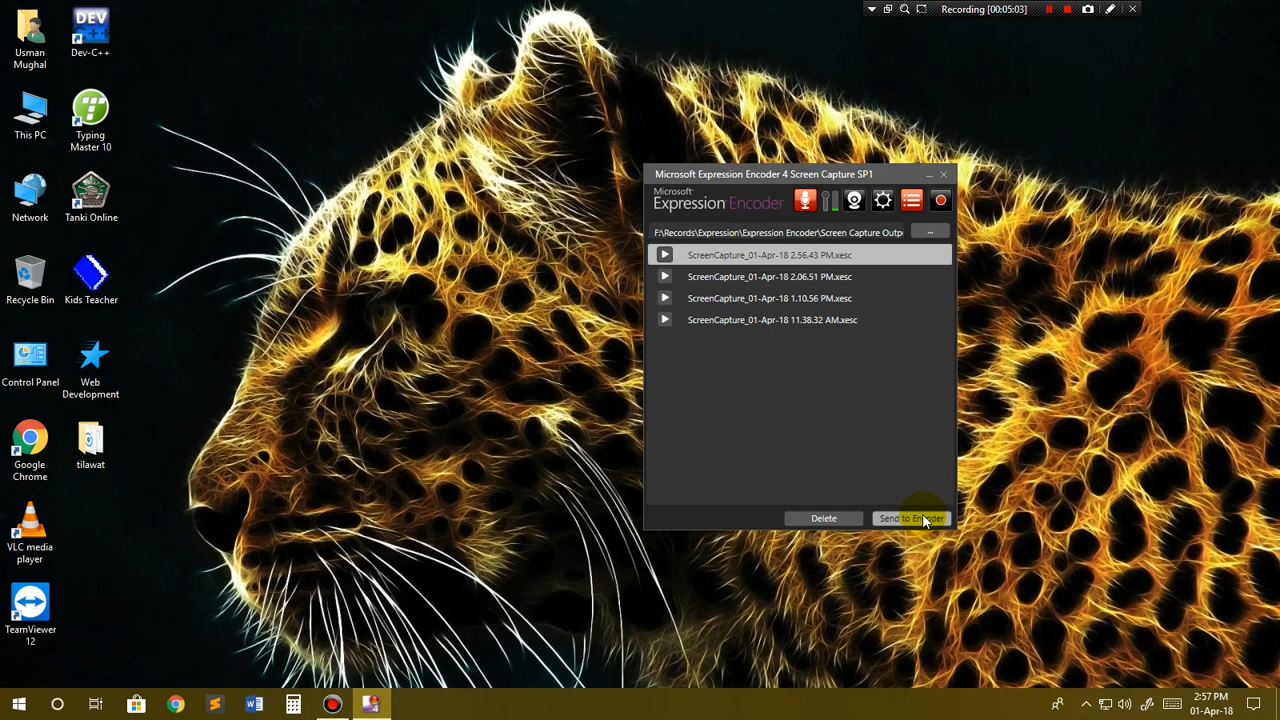 Recording [00:05:03]
Usman
Mughal
DEV
C++
Dev-C++
This PC
Typing
Master 10
Network
Tanki Online
Recycle Bin
Kids Teacher
Control Panel
Web
Development
Google
Chrome
tilawat
VLC media
player
TeamViewer
12
Microsoft Expression Encoder 4 Screen Capture SP1
Microsoft
Expression Encoder
F:\Records\Expression\Expression Encoder\Screen Capture Outp
...
ScreenCapture_01-Apr-18 2.56.43 PM.xesc
ScreenCapture_01-Apr-18 2.06.51 PM.xesc
ScreenCapture_01-Apr-18 1.10.56 PM.xesc
ScreenCapture_01-Apr-18 11.38.32 AM.xesc
Delete
Send to Encoder
2:57 PM
01-Apr-18